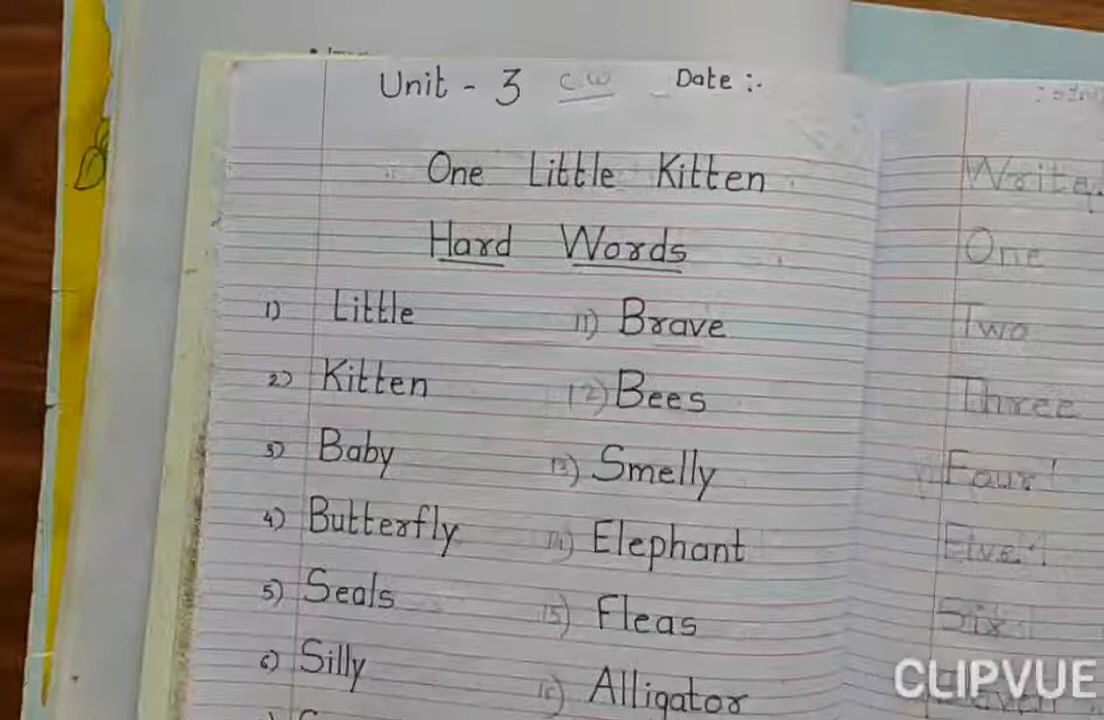 Unit - 3 CW Date :-
One Little Kitten
Hard Words
1) Little 11) Brave
2) Kitten 12) Bees
3) Baby 13) Smelly
4) Butterfly 14) Elephant
5) Seals 15) Fleas
6) Silly 16) Alligator
Write
One
Two
Three
Four
Five
Six
CLIPVUE